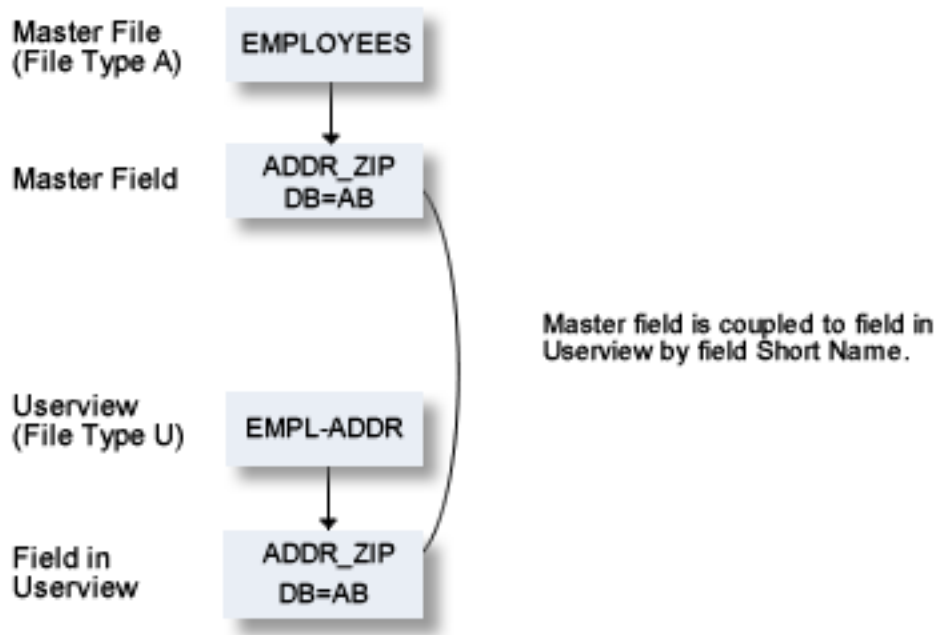 Master File
(File Type A)
EMPLOYEES
Master Field
ADDR_ZIP
DB=AB
Master field is coupled to field in
Userview by field Short Name.
Userview
(File Type U)
EMPL-ADDR
Field in
Userview
ADDR_ZIP
DB=AB